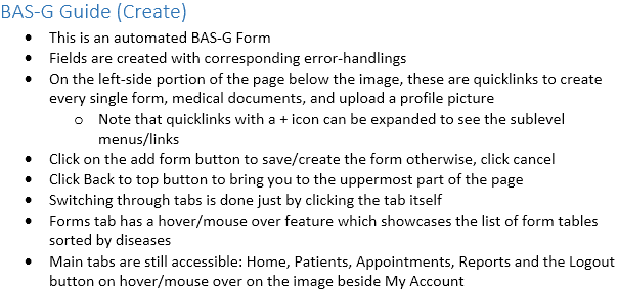 BAS-G Guide (Create)
• This is an automated BAS-G Form
• Fields are created with corresponding error-handlings
• On the left-side portion of the page below the image, these are quicklinks to create
every single form, medical documents, and upload a profile picture
o Note that quicklinks with a + icon can be expanded to see the sublevel
menus/links
• Click on the add form button to save/create the form otherwise, click cancel
• Click Back to top button to bring you to the uppermost part of the page
• Switching through tabs is done just by clicking the tab itself
• Forms tab has a hover/mouse over feature which showcases the list of form tables
sorted by diseases
• Main tabs are still accessible: Home, Patients, Appointments, Reports and the Logout
button on hover/mouse over on the image beside My Account